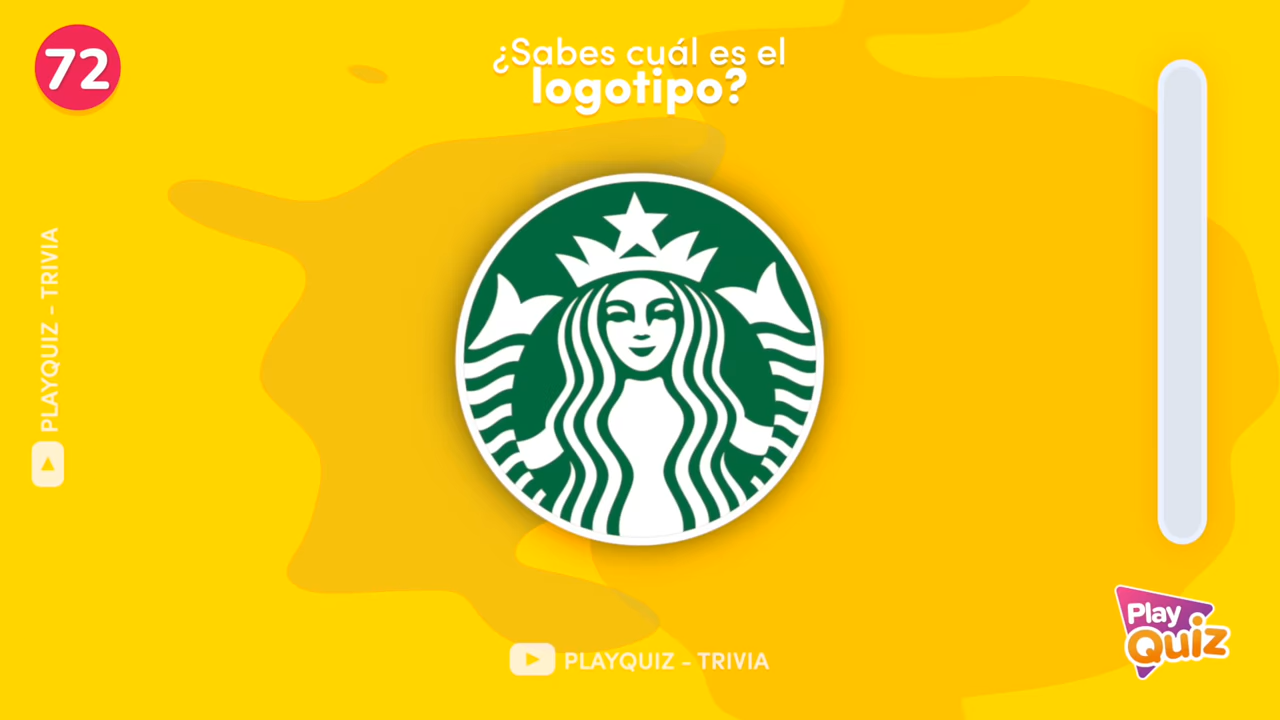 72
¿Sabes cuál es el
logotipo?
PLAYQUIZ - TRIVIA
PLAYQUIZ - TRIVIA
Play
Quiz